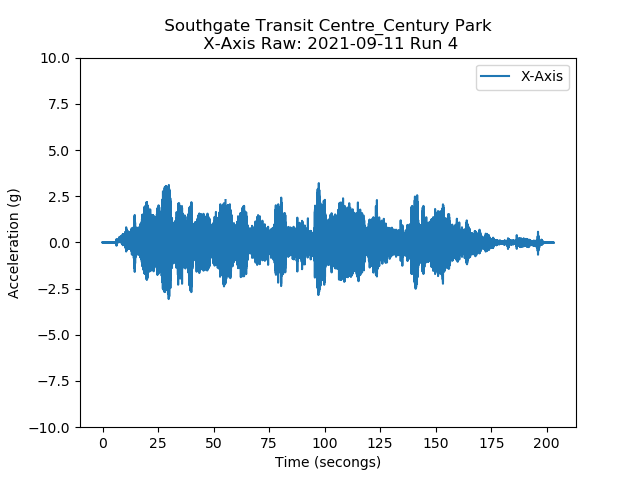 Southgate Transit Centre_Century Park
X-Axis Raw: 2021-09-11 Run 4
X-Axis
10.0
7.5
5.0
2.5
0.0
−2.5
−5.0
−7.5
−10.0
Acceleration (g)
0 25 50 75 100 125 150 175 200
Time (secongs)